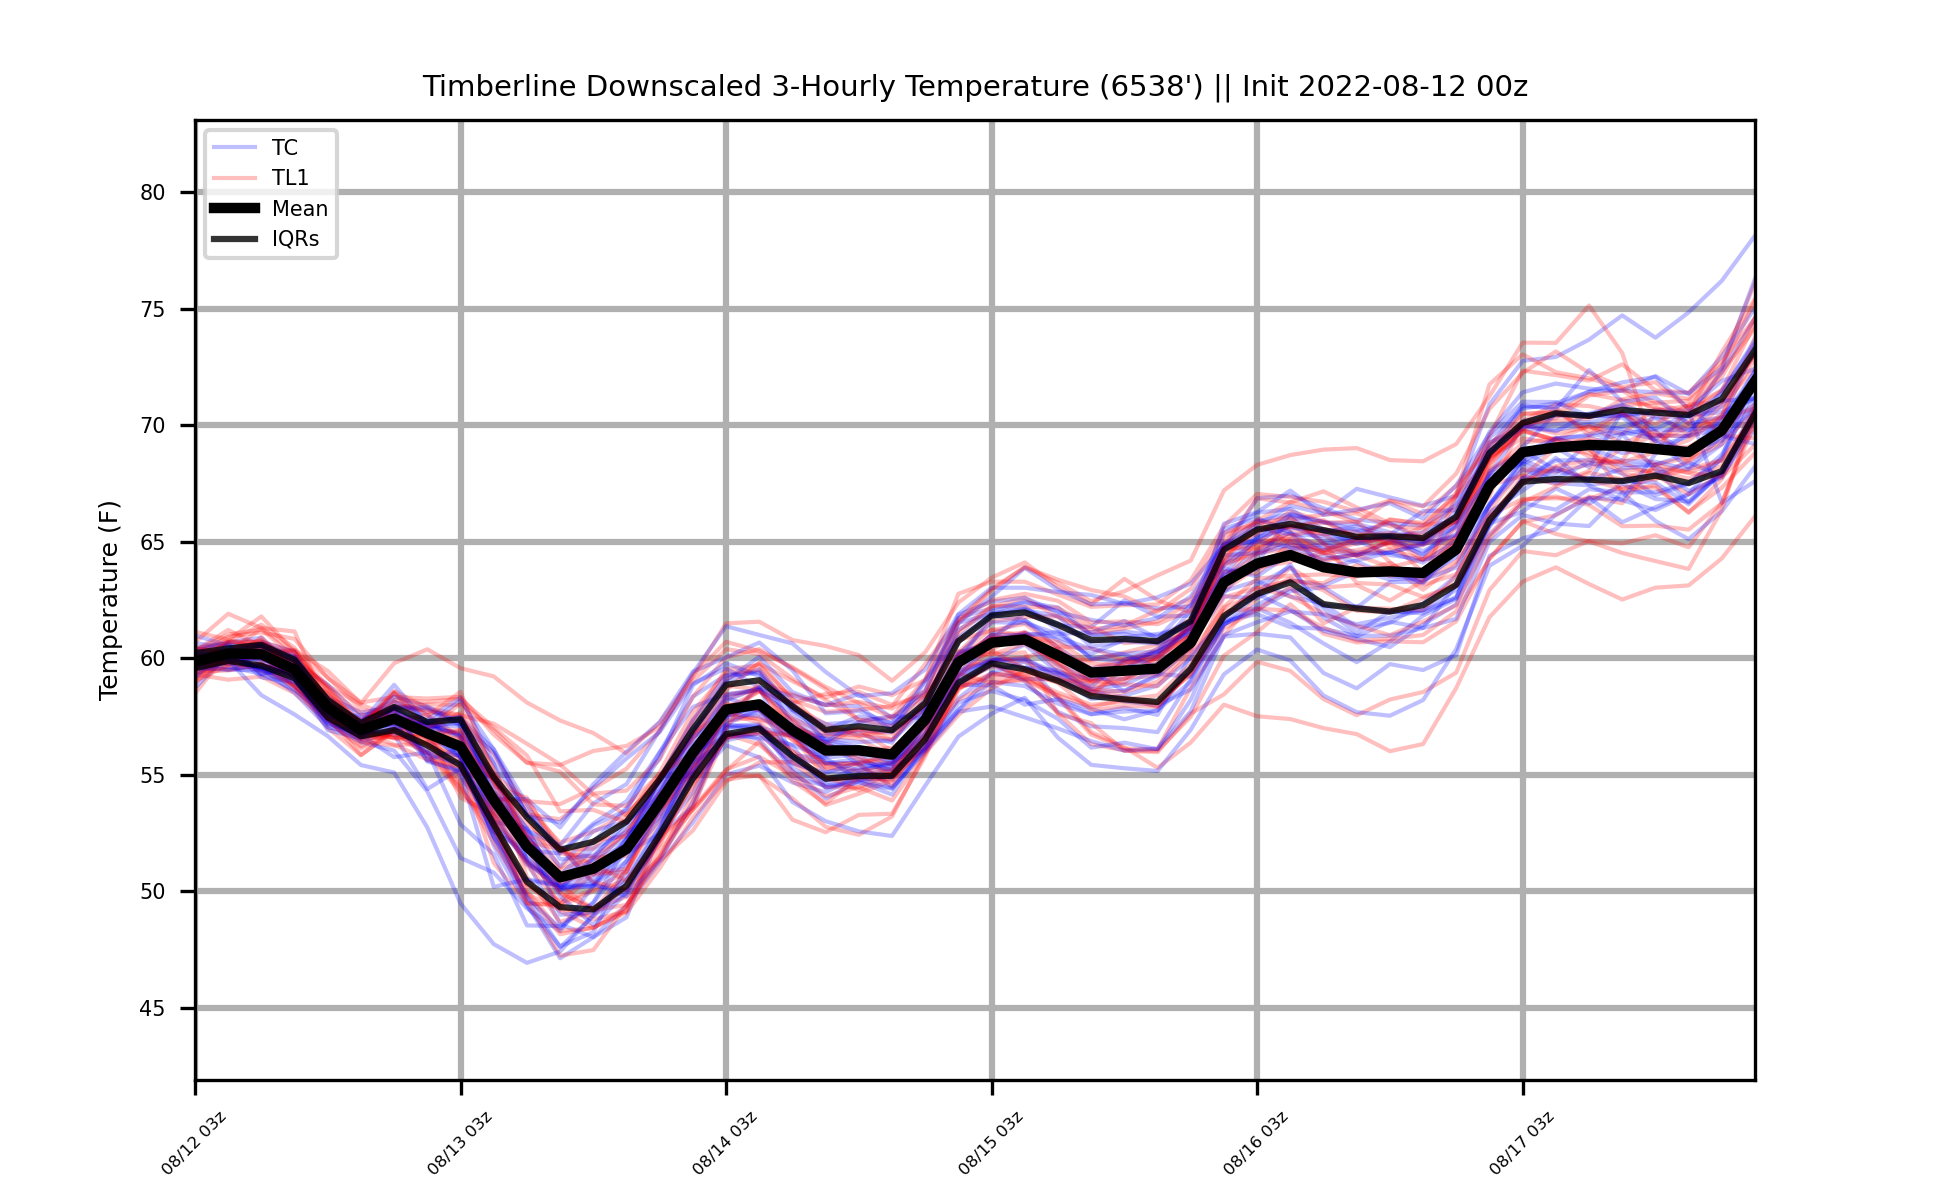 Timberline Downscaled 3-Hourly Temperature (6538') || Init 2022-08-12 00z
TC
TL1
Mean
IQRs
Temperature (F)
80
75
70
65
60
55
50
45
08/12 03z
08/13 03z
08/14 03z
08/15 03z
08/16 03z
08/17 03z